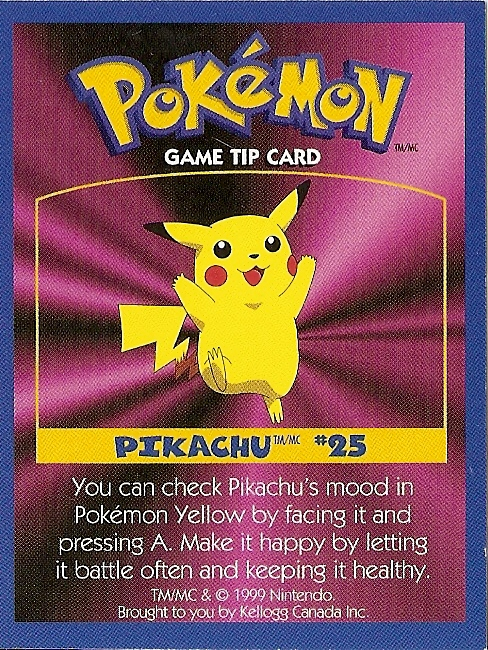 POKéMON
TM/MC
GAME TIP CARD
PIKACHU TM/MC #25
You can check Pikachu's mood in
Pokémon Yellow by facing it and
pressing A. Make it happy by letting
it battle often and keeping it healthy.
TM/MC & © 1999 Nintendo.
Brought to you by Kellogg Canada Inc.